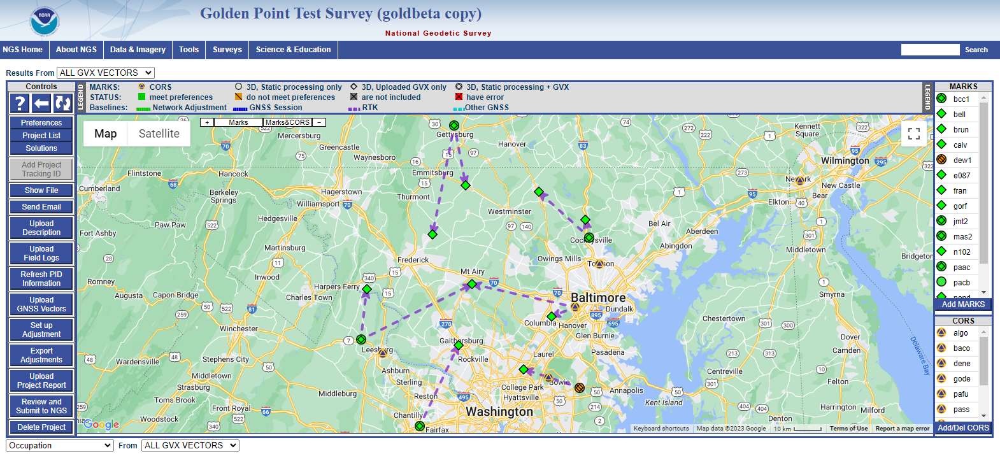 Golden Point Test Survey (goldbeta copy)
NOAA
National Geodetic Survey
NGS Home About NGS Data & Imagery Tools Surveys Science & Education Search
Results From ALL GVX VECTORS
Controls
?
Preferences
Project List
Solutions
Add Project
Tracking ID
Show File
Send Email
Upload
Description
Upload
Field Logs
Refresh PID
Information
Upload
GNSS Vectors
Set up
Adjustment
Export
Adjustments
Upload
Project Report
Review and
Submit to NGS
Delete Project
LEGEND
MARKS: CORS 3D, Static processing only 3D, Uploaded GVX only 3D, Static processing + GVX
STATUS: meet preferences do not meet preferences are not included have error
Baselines: Network Adjustment GNSS Session RTK Other GNSS
LEGEND
Map Satellite
+ Marks Marks&CORS −
Gettysburg
Mercersburg
Greencastle
Waynesboro
Hanover
Kennett
Square
Wilmington
Newark
New Castle
Bear
Elkton
Flintstone
Hancock
Emmitsburg
Cumberland
Berkeley
Springs
Hagerstown
Thurmont
Williamsport
Westminster
Hedgesville
Paw Paw
Fort Ashby
Bel Air
Aberdeen
Abingdon
Cockeysville
Martinsburg
Middletown
Bridgeton
Frederick
Owings Mills
Towson
Mt Airy
Inwood
Romney
Harpers Ferry
Augusta
Capon Bridge
Charles Town
Baltimore
Dundalk
Smyrna
Columbia
Hanover
Glen Burnie
Chestertown
Winchester
Leesburg
Gaithersburg
Rockville
Laurel
Pasadena
Dover
Camden
Delaware Bay
Wardensville
Stephens City
Middletown
Strasburg
Ashburn
Sterling
College Park
Hyattsville
Bowie
Annapolis
Centreville
Felton
Toms Brook
Middleburg
Reston
Kent Island
Front Royal
Woodstock
Chantilly
Washington
Fairfax
Harrington
Milford
Denton
26
522
70
75
30
15
97
16
83
74
272
222
1
322
95
295
322
68
15
70
273
1
95
40
1
522
97
140
301
28
11
15
340
15
70
70
1
50
522
259
81
895
695
270
301
300
7
48
48
50
213
313
10
301
495
50
50
50
214
259
66
522
340
2
404
404
Google
Keyboard shortcuts Map data ©2023 Google 10 km Terms of Use Report a map error
MARKS
bcc1
bell
brun
calv
dew1
e087
fran
gorf
jmt2
mas2
n102
paac
pacb
pond
Add MARKS
CORS
algo
baco
dene
gode
pafu
pass
Add/Del CORS
Occupation From ALL GVX VECTORS